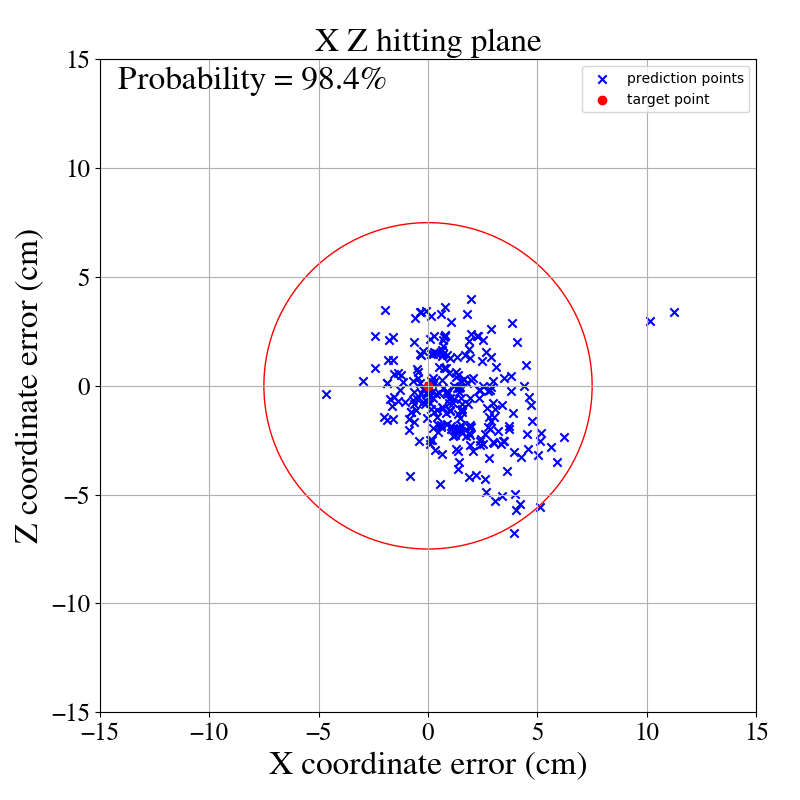 X Z hitting plane
Probability = 98.4%
prediction points
target point
Z coordinate error (cm)
15
10
5
0
−5
−10
−15
−15 −10 −5 0 5 10 15
X coordinate error (cm)